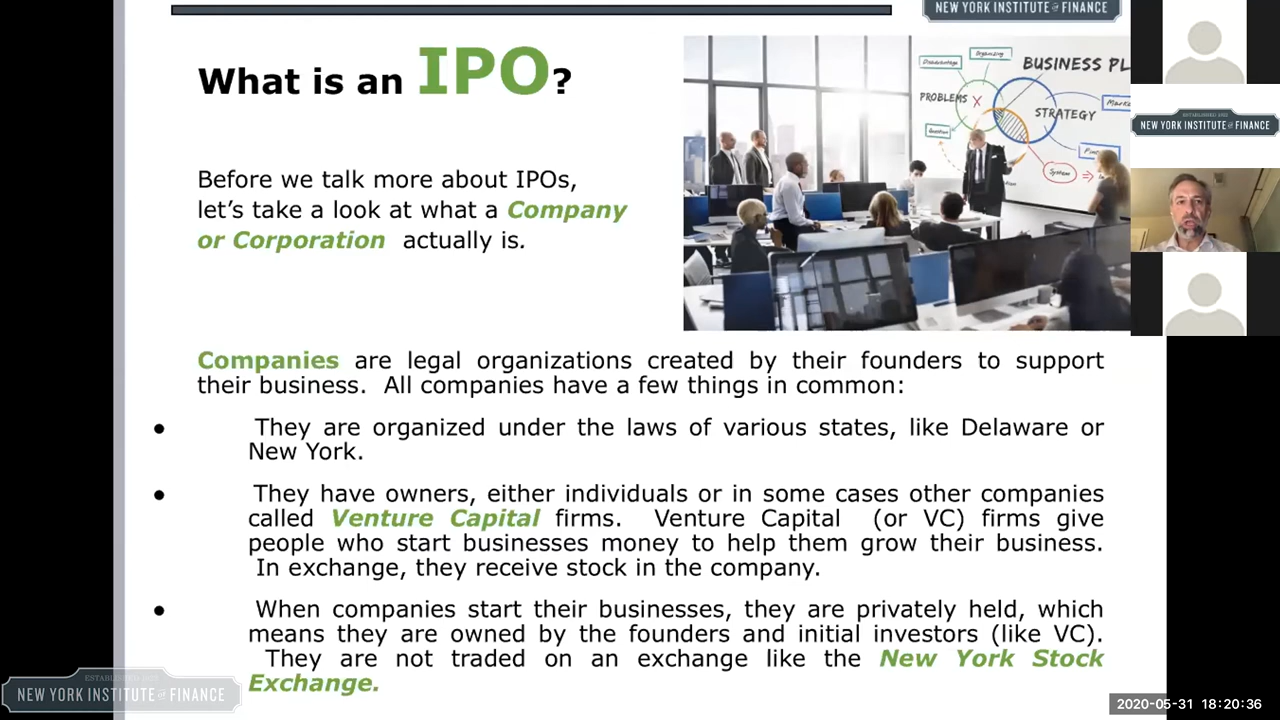 NEW YORK INSTITUTE of FINANCE
What is an IPO?
Before we talk more about IPOs,
let’s take a look at what a Company
or Corporation actually is.
Disadvantage
Organizing
BUSINESS PL
PROBLEMS X
STRATEGY
Question
System
ESTABLISHED 1922
NEW YORK INSTITUTE of FINANCE
Companies are legal organizations created by their founders to support
their business. All companies have a few things in common:
● They are organized under the laws of various states, like Delaware or
New York.
● They have owners, either individuals or in some cases other companies
called Venture Capital firms. Venture Capital (or VC) firms give
people who start businesses money to help them grow their business.
In exchange, they receive stock in the company.
● When companies start their businesses, they are privately held, which
means they are owned by the founders and initial investors (like VC).
They are not traded on an exchange like the New York Stock
Exchange.
ESTABLISHED 1922
NEW YORK INSTITUTE of FINANCE
2020-05-31 18:20:36